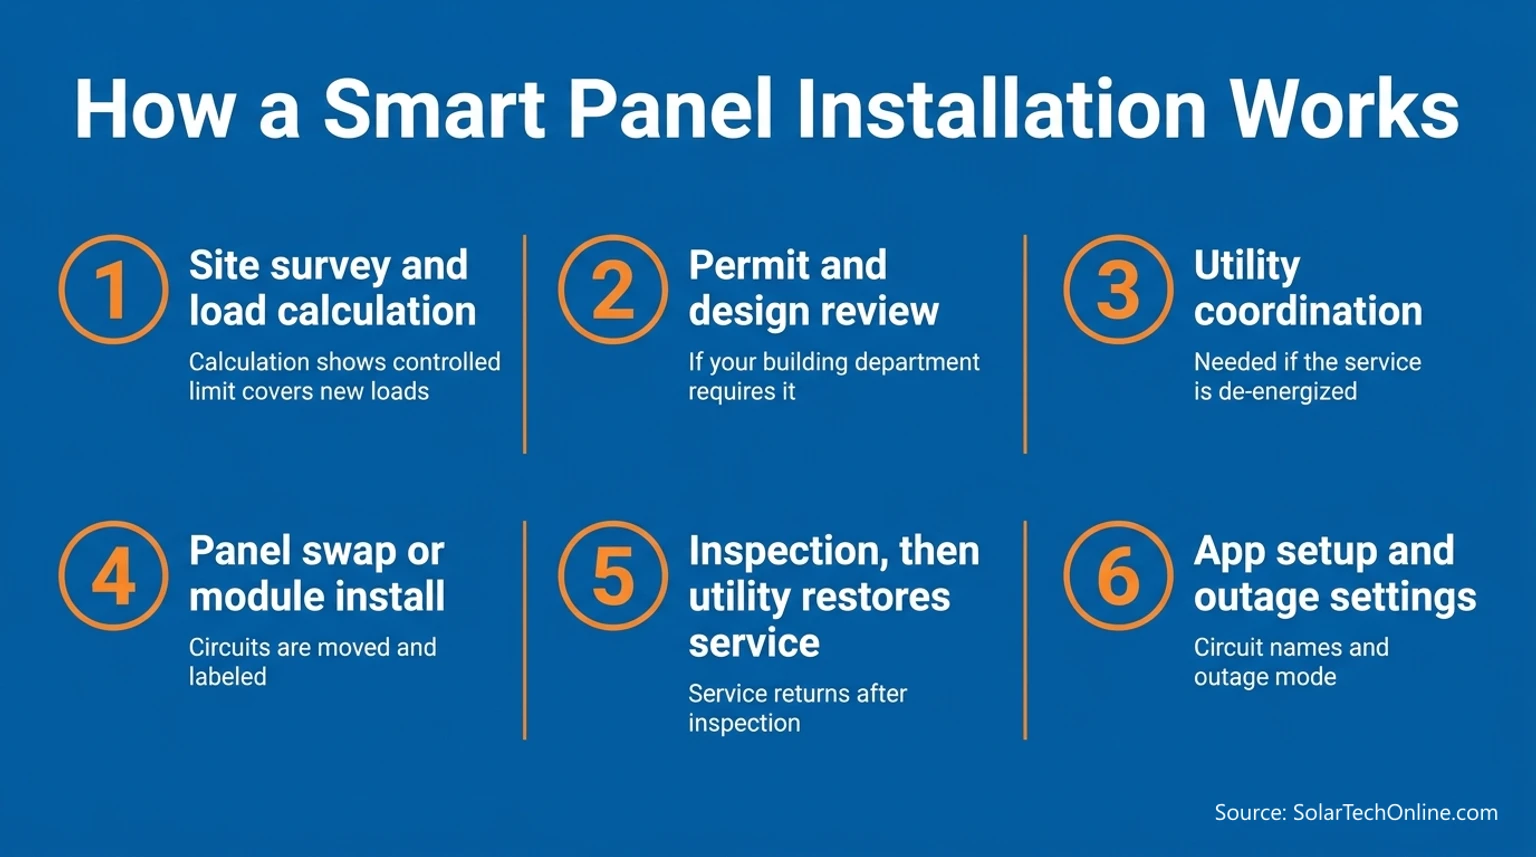 How a Smart Panel Installation Works
1
Site survey and
load calculation
Calculation shows controlled
limit covers new loads
2
Permit and
design review
If your building department
requires it
3
Utility
coordination
Needed if the service
is de-energized
4
Panel swap or
module install
Circuits are moved and
labeled
5
Inspection, then
utility restores
service
Service returns after
inspection
6
App setup and
outage settings
Circuit names and
outage mode
Source: SolarTechOnline.com